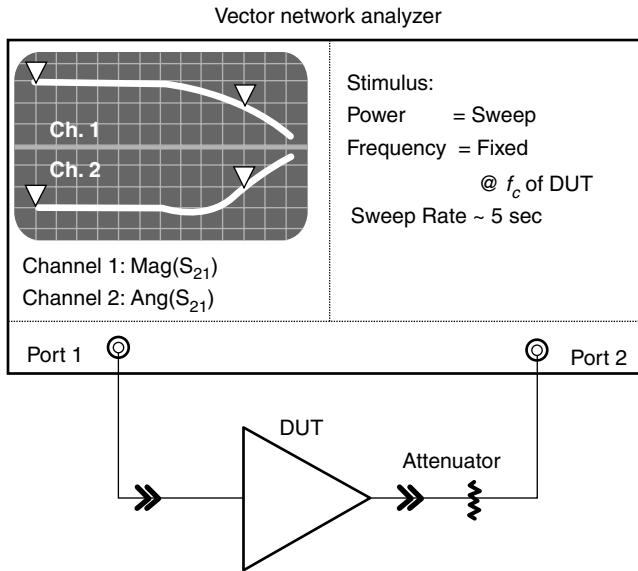 Vector network analyzer
Ch. 1
Ch. 2
Channel 1: Mag(S21)
Channel 2: Ang(S21)
Stimulus:
Power = Sweep
Frequency = Fixed
@ fc of DUT
Sweep Rate ~ 5 sec
Port 1
Port 2
DUT
Attenuator